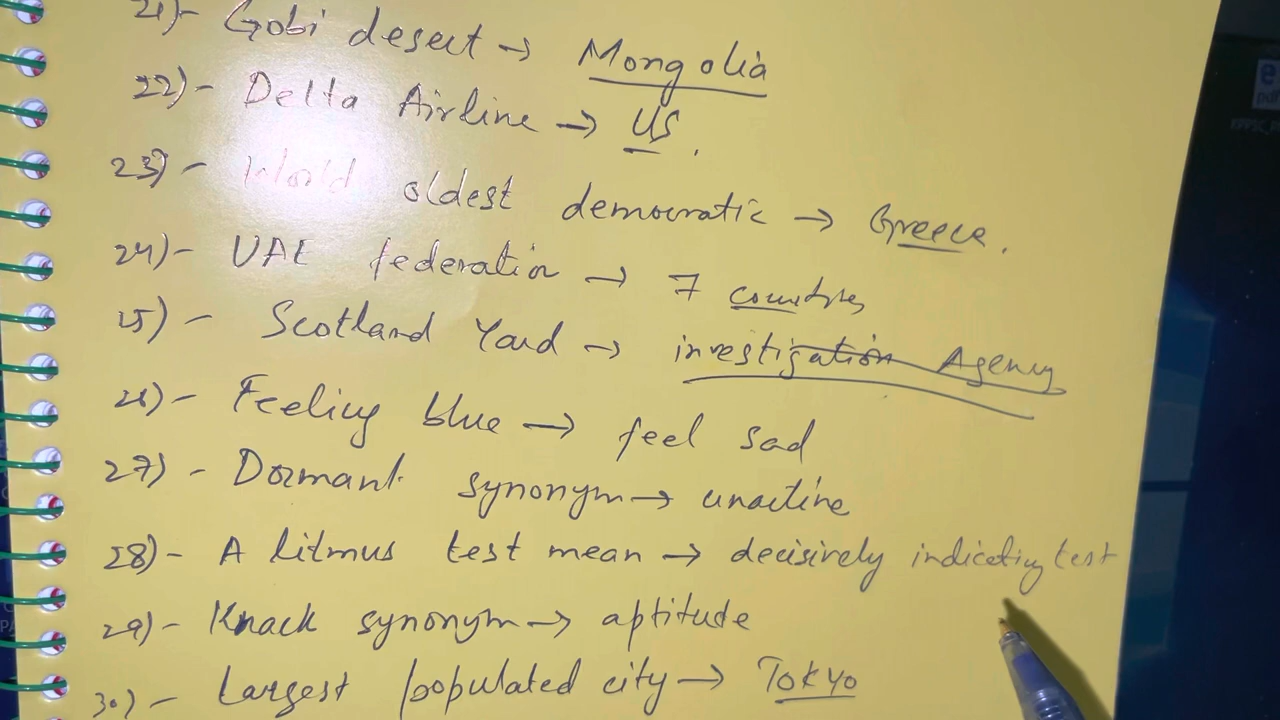 21)- Gobi desert → Mongolia
22)- Delta Airline → US.
23)- World oldest democratic → Greece.
24)- UAE federation → 7 countries
25)- Scotland Yard → investigation Agency
26)- Feeling blue → feel sad
27)- Dormant synonym → unactive
28)- A litmus test mean → decisively indicating test
29)- Knack synonym → aptitude
30)- Largest populated city → Tokyo